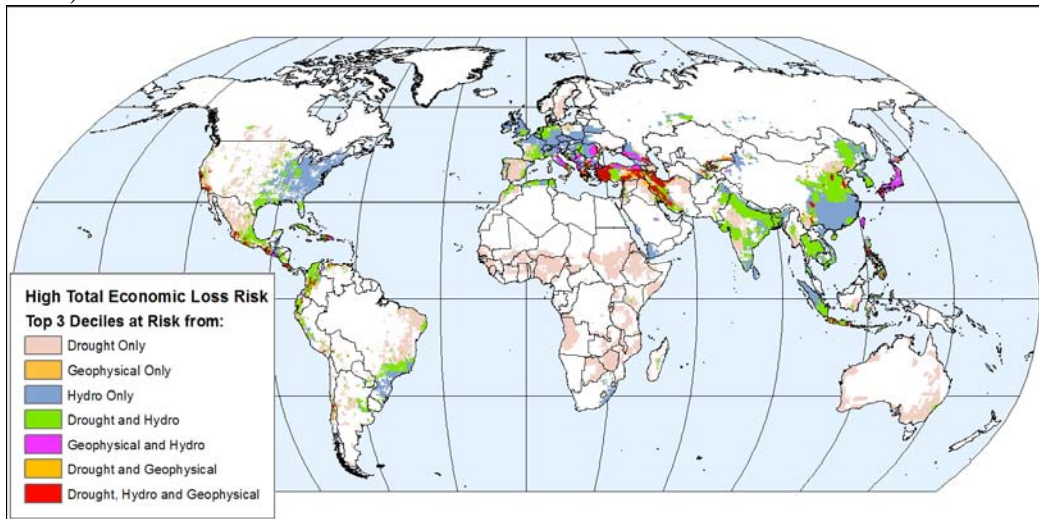 High Total Economic Loss Risk
Top 3 Deciles at Risk from:
Drought Only
Geophysical Only
Hydro Only
Drought and Hydro
Geophysical and Hydro
Drought and Geophysical
Drought, Hydro and Geophysical